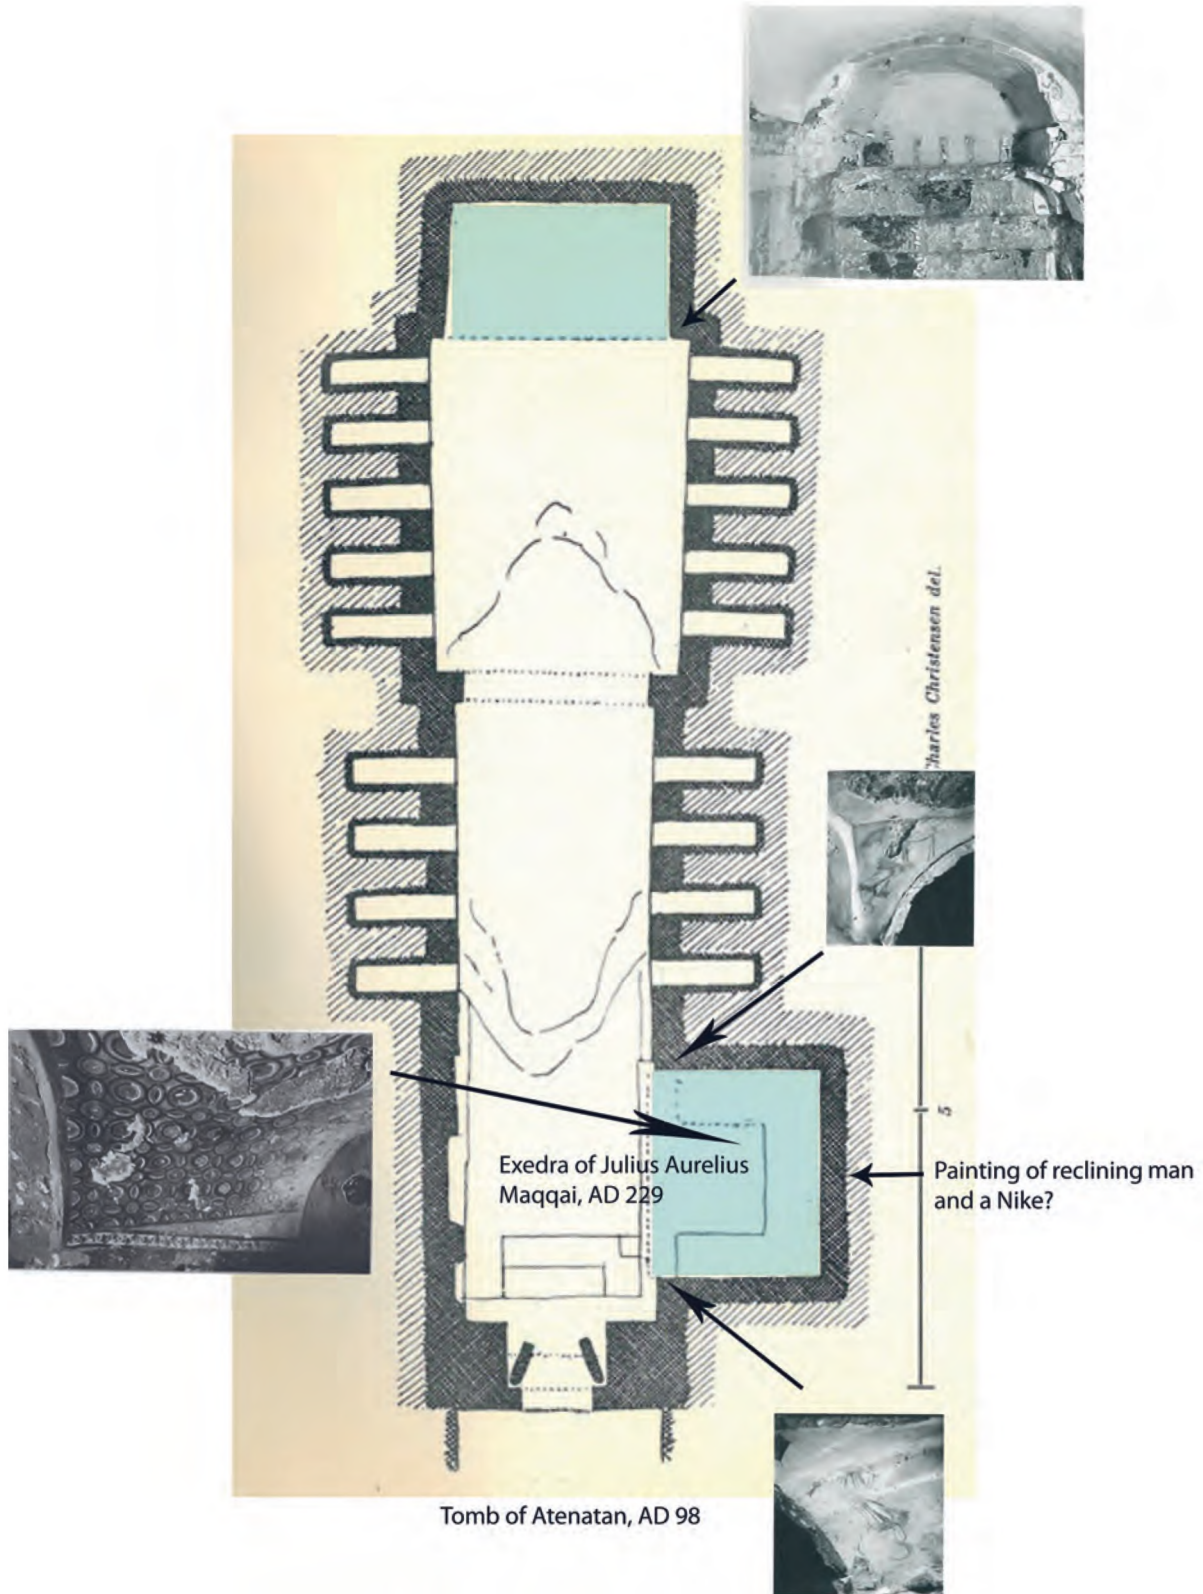 Charles Christensen del.
5
Exedra of Julius Aurelius
Maqqai, AD 229
Painting of reclining man
and a Nike?
Tomb of Atenatan, AD 98